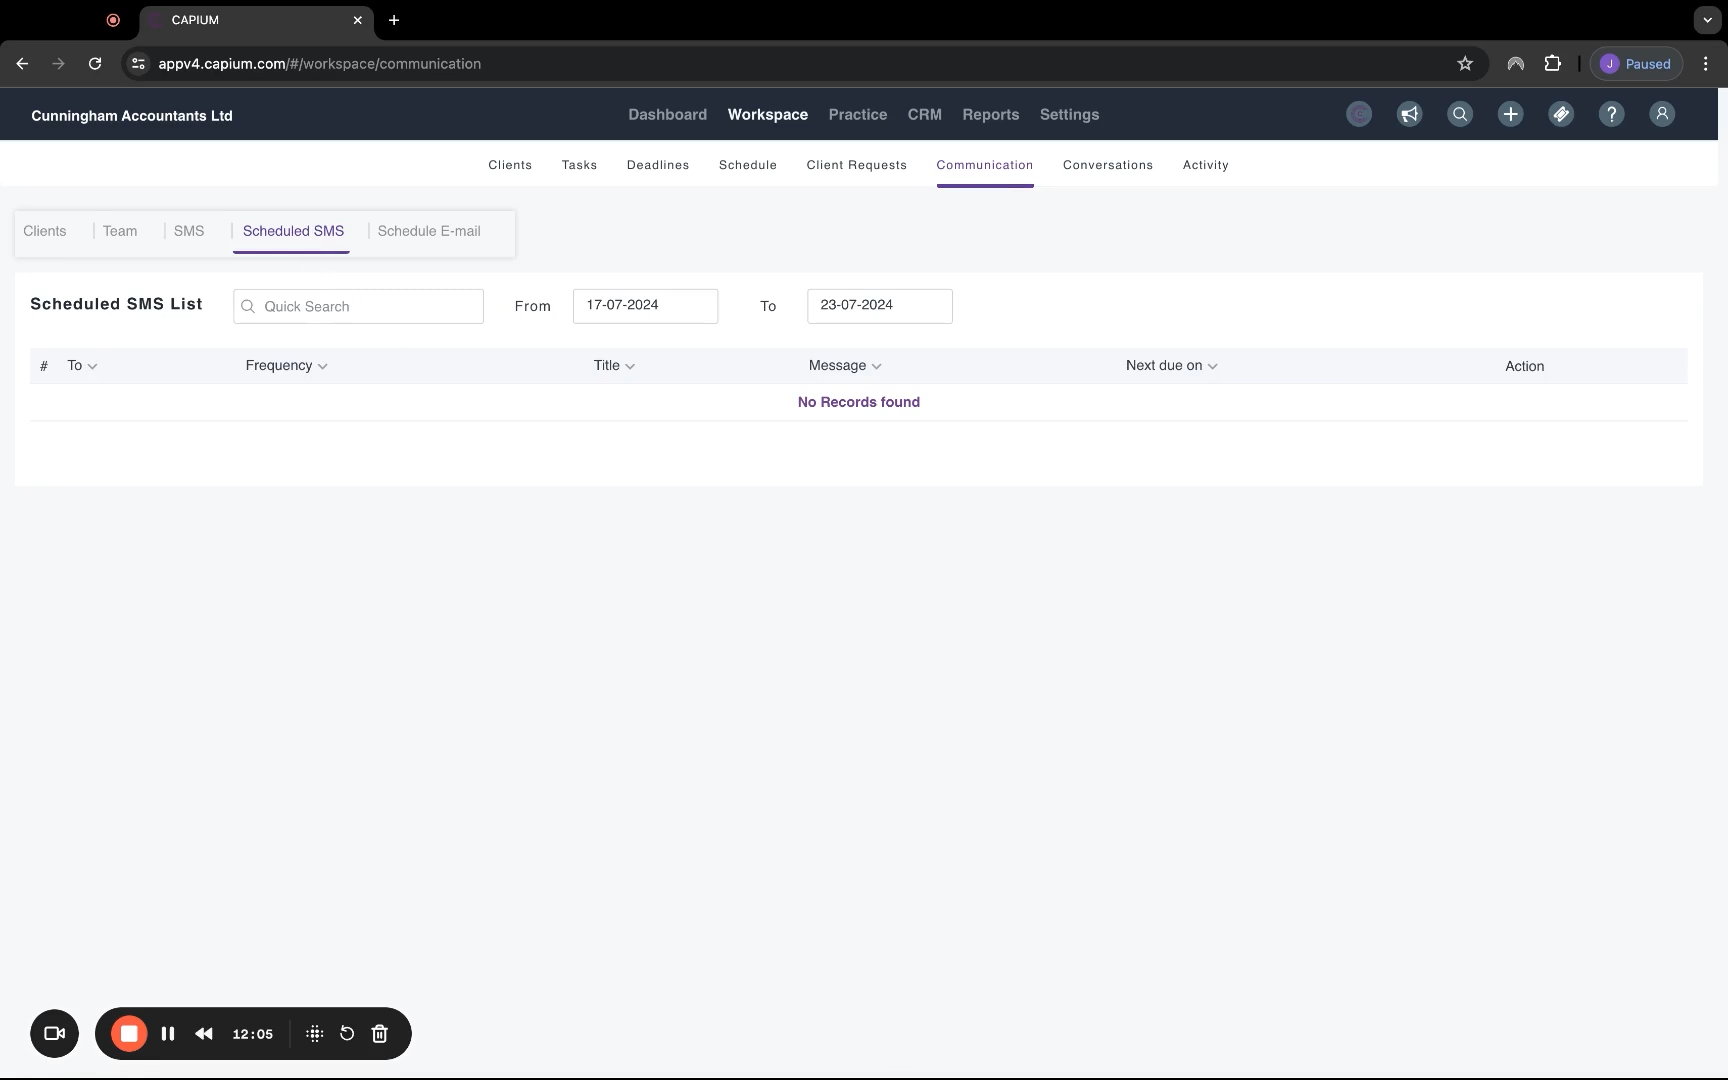 CAPIUM
appv4.capium.com/#/workspace/communication
J Paused
Cunningham Accountants Ltd
Dashboard Workspace Practice CRM Reports Settings
Clients Tasks Deadlines Schedule Client Requests Communication Conversations Activity
Clients Team SMS Scheduled SMS Schedule E-mail
Scheduled SMS List Quick Search From 17-07-2024 To 23-07-2024
# To Frequency Title Message Next due on Action
No Records found
12:05